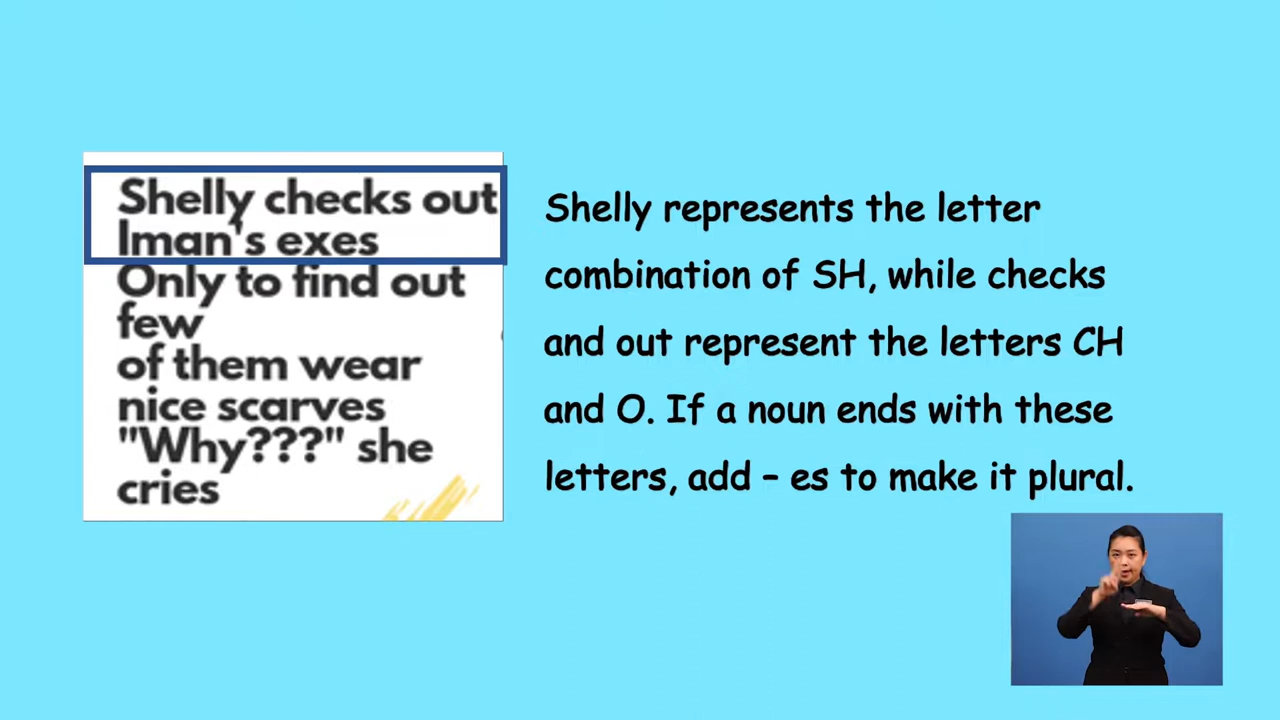 Shelly checks out
Iman's exes
Only to find out
few
of them wear
nice scarves
"Why???" she
cries
Shelly represents the letter
combination of SH, while checks
and out represent the letters CH
and O. If a noun ends with these
letters, add – es to make it plural.